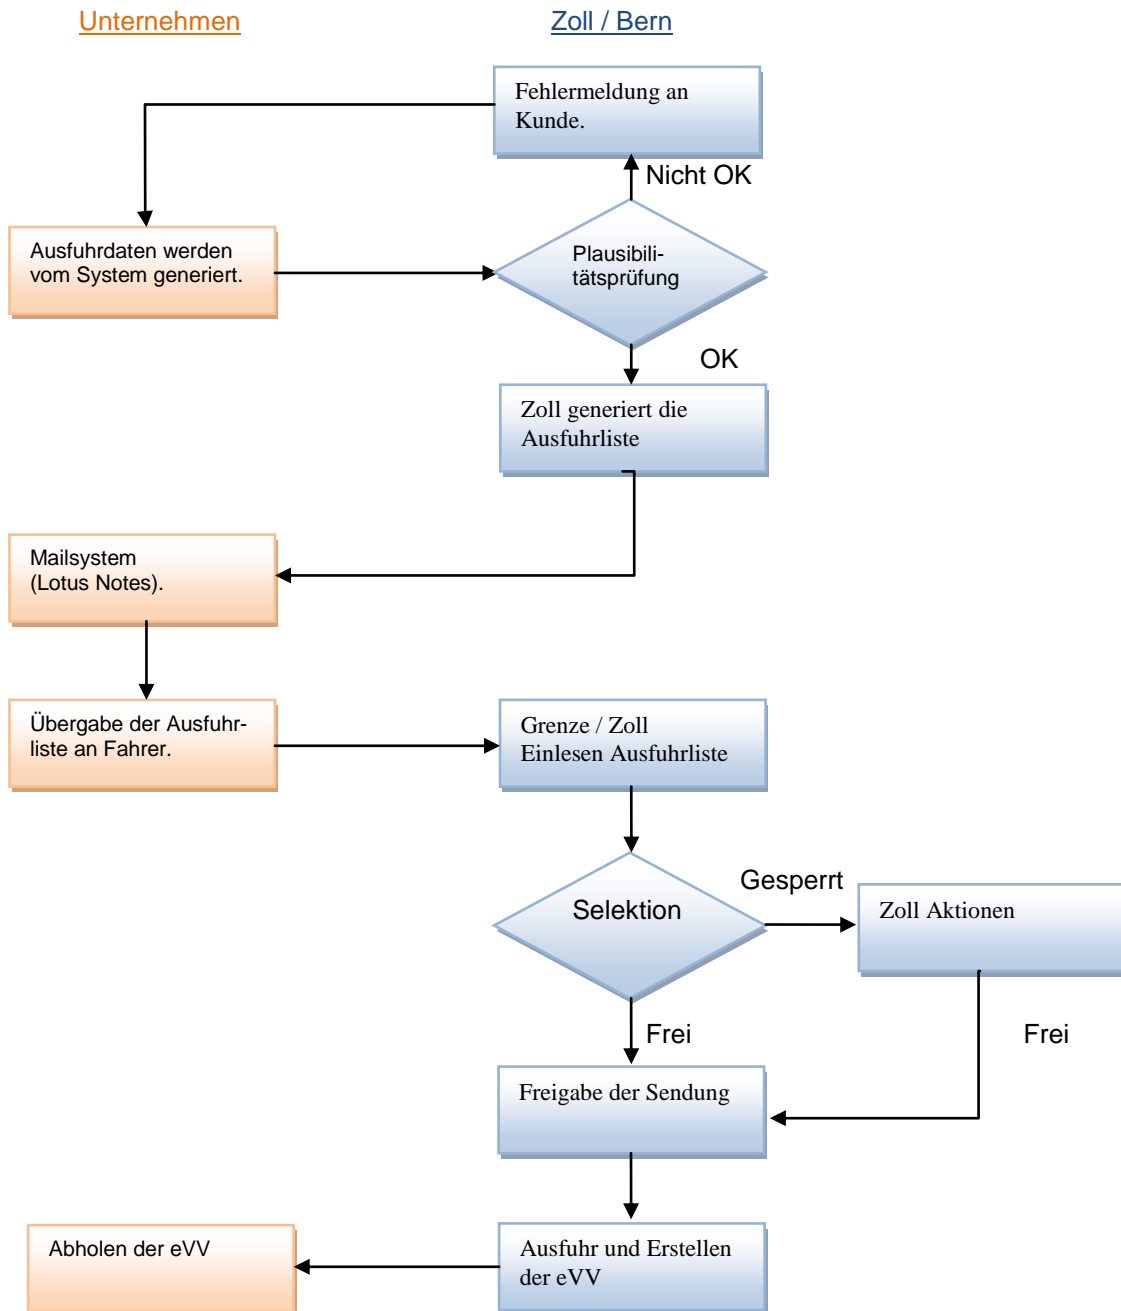 Unternehmen
Zoll / Bern
Fehlermeldung an
Kunde.
Nicht OK
Ausfuhrdaten werden
vom System generiert.
Plausibili-
tätsprüfung
OK
Zoll generiert die
Ausfuhrliste
Mailsystem
(Lotus Notes).
Übergabe der Ausfuhr-
liste an Fahrer.
Grenze / Zoll
Einlesen Ausfuhrliste
Selektion
Gesperrt
Zoll Aktionen
Frei
Frei
Freigabe der Sendung
Abholen der eVV
Ausfuhr und Erstellen
der eVV